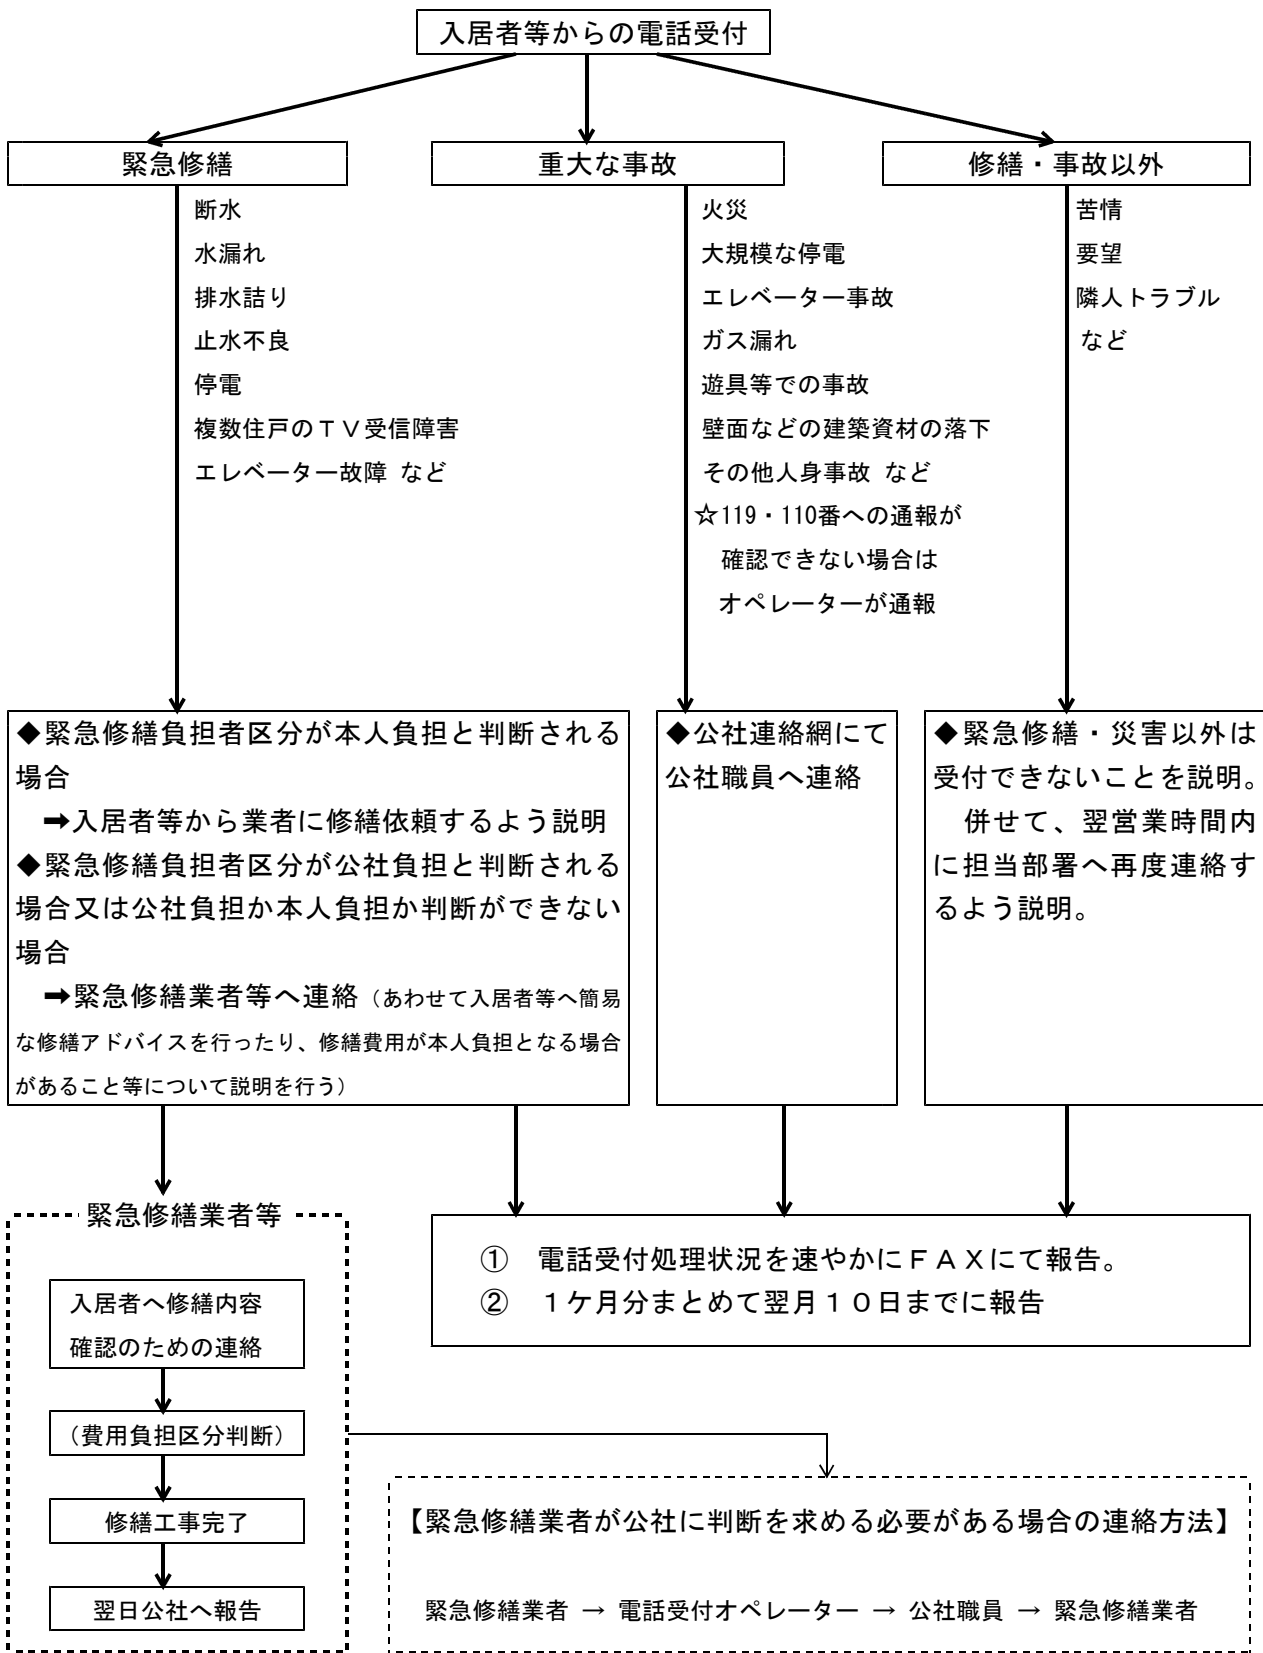 入居者等からの電話受付
緊急修繕
断水
水漏れ
排水詰り
止水不良
停電
複数住戸のＴＶ受信障害
エレベーター故障 など
重大な事故
火災
大規模な停電
エレベーター事故
ガス漏れ
遊具等での事故
壁面などの建築資材の落下
その他人身事故 など
☆119・110番への通報が
確認できない場合は
オペレーターが通報
修繕・事故以外
苦情
要望
隣人トラブル
など
◆緊急修繕負担者区分が本人負担と判断される
場合
➡入居者等から業者に修繕依頼するよう説明
◆緊急修繕負担者区分が公社負担と判断される
場合又は公社負担か本人負担か判断ができない
場合
➡緊急修繕業者等へ連絡（あわせて入居者等へ簡易
な修繕アドバイスを行ったり、修繕費用が本人負担となる場合
があること等について説明を行う）
◆公社連絡網にて
公社職員へ連絡
◆緊急修繕・災害以外は
受付できないことを説明。
併せて、翌営業時間内
に担当部署へ再度連絡す
るよう説明。
緊急修繕業者等
入居者へ修繕内容
確認のための連絡
（費用負担区分判断）
修繕工事完了
翌日公社へ報告
①　電話受付処理状況を速やかにＦＡＸにて報告。
②　１ケ月分まとめて翌月１０日までに報告
【緊急修繕業者が公社に判断を求める必要がある場合の連絡方法】
緊急修繕業者 → 電話受付オペレーター → 公社職員 → 緊急修繕業者